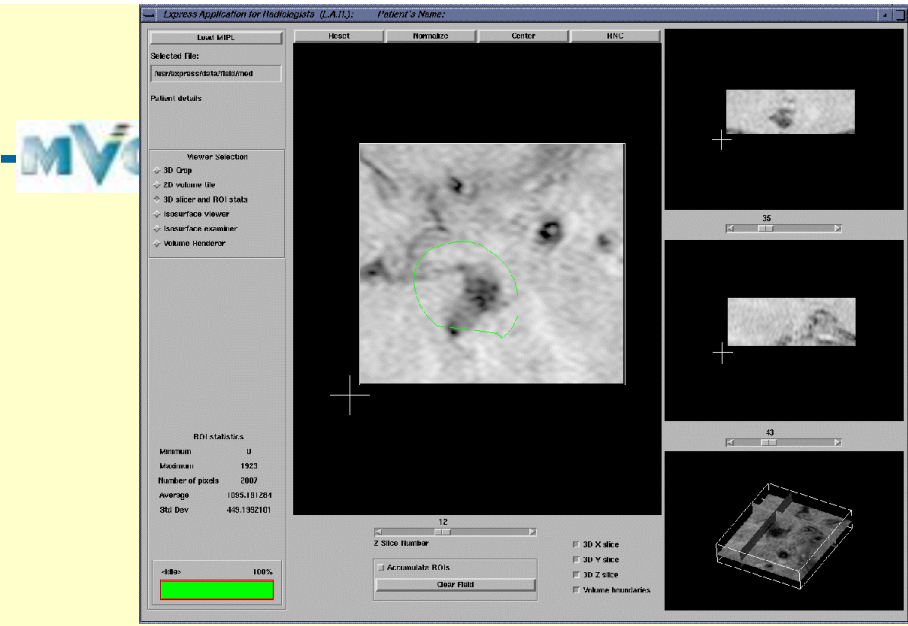 Express Application for Radiologists (E.A.R.): Patient's Name:
Load MIPL
Reset Normalize Center HNC
Selected File:
/usr/express/data/field/mod
Patient details
Viewer Selection
3D Crop
2D volume tile
3D slicer and ROI stats
Isosurface viewer
Isosurface examiner
Volume Renderer
35
43
ROI statistics
Minimum 0
Maximum 1923
Number of pixels 2007
Average 1095.191284
Std Dev 449.1992101
<idle> 100%
12
Z Slice Number
Accumulate ROIs
Clear Field
3D X slice
3D Y slice
3D Z slice
Volume boundaries